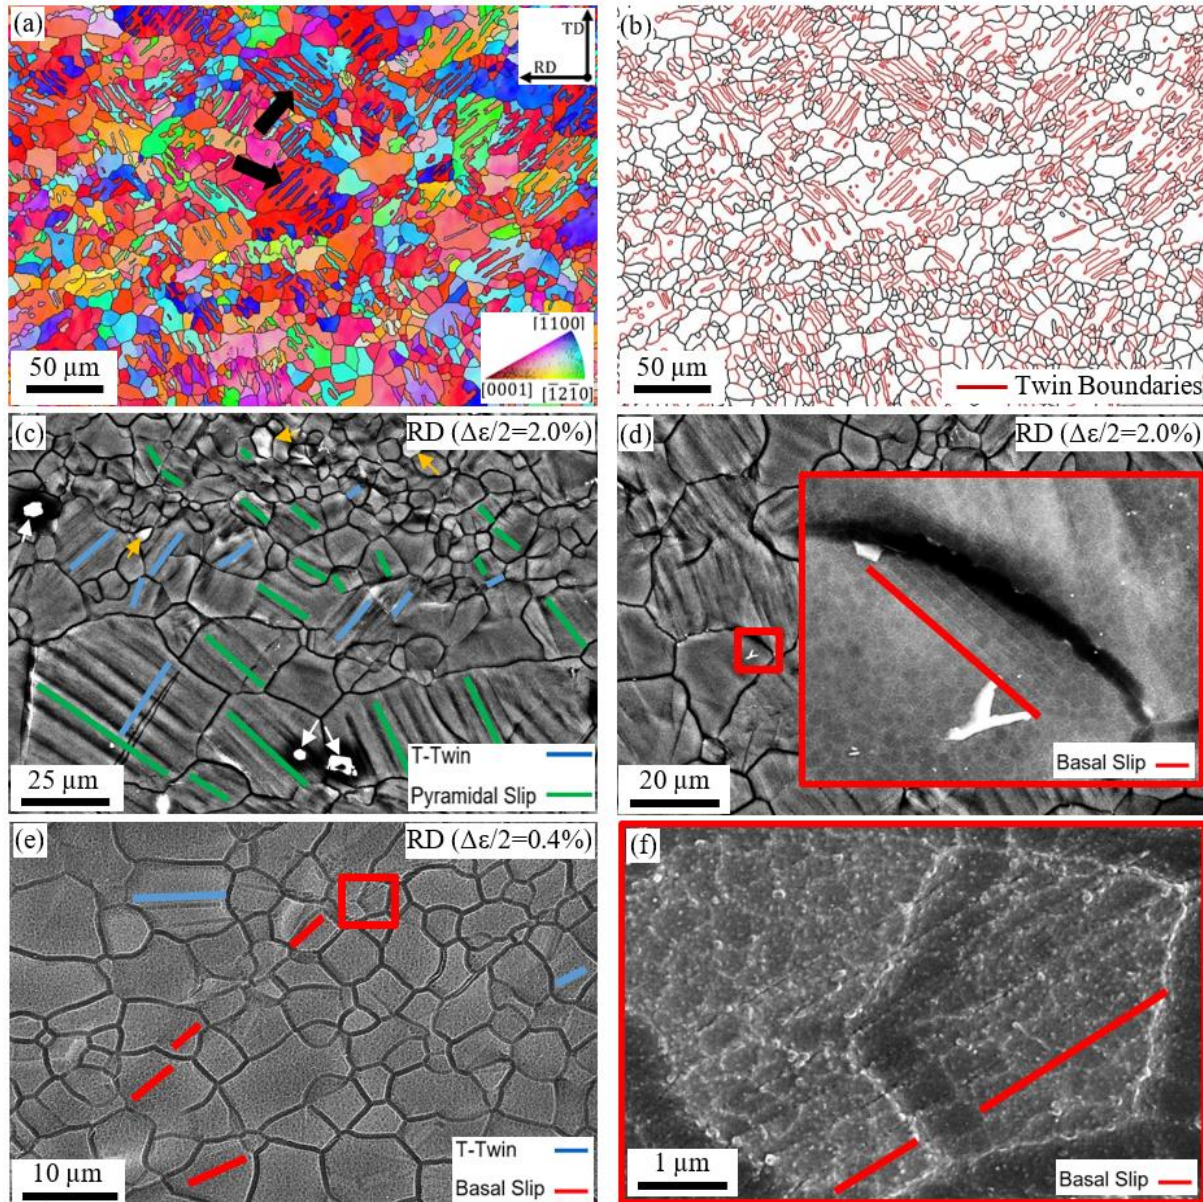 (a)
TD
RD
[1̅100]
[0001]
[1̅21̅0]
50 µm
(b)
50 µm
Twin Boundaries
(c)
RD (Δε/2=2.0%)
T-Twin
Pyramidal Slip
25 µm
(d)
RD (Δε/2=2.0%)
20 µm
Basal Slip
(e)
RD (Δε/2=0.4%)
T-Twin
Basal Slip
10 µm
(f)
1 µm
Basal Slip